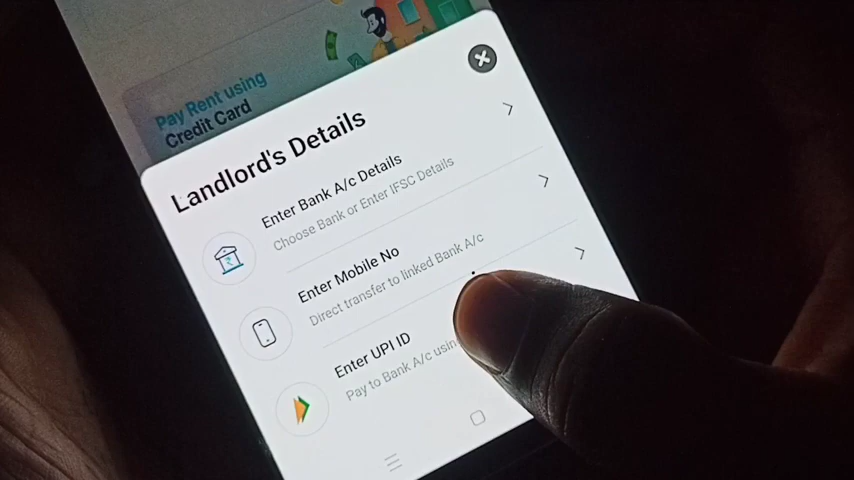 Pay Rent using
Credit Card
Landlord's Details
Enter Bank A/c Details
Choose Bank or Enter IFSC Details
Enter Mobile No
Direct transfer to linked Bank A/c
Enter UPI ID
Pay to Bank A/c using